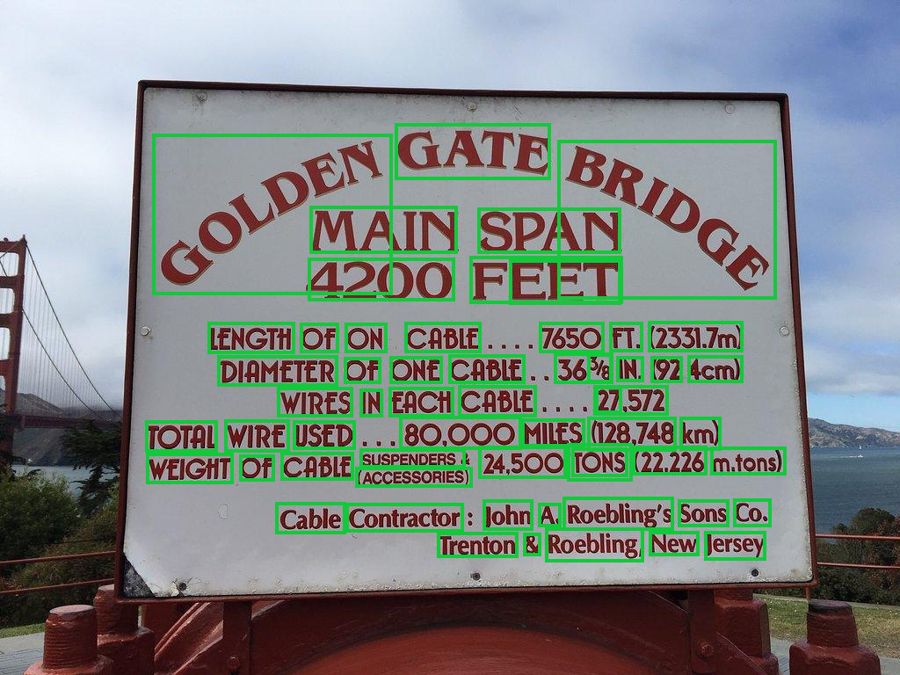 GOLDEN GATE BRIDGE
MAIN SPAN
4200 FEET
LENGTH OF ON CABLE .... 7650 FT. (2331.7m)
DIAMETER OF ONE CABLE .. 36 3/8 IN. (92 4cm)
WIRES IN EACH CABLE .... 27,572
TOTAL WIRE USED ... 80,000 MILES (128,748 km)
WEIGHT OF CABLE SUSPENDERS & (ACCESSORIES) 24,500 TONS (22.226 m.tons)
Cable Contractor : John A. Roebling's Sons Co.
Trenton & Roebling, New Jersey